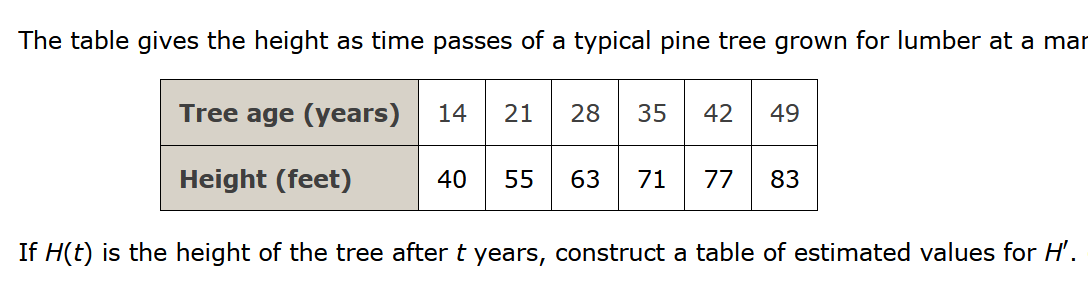 The table gives the height as time passes of a typical pine tree grown for lumber at a
Tree age (years) 14 21 28 35 42 49
Height (feet) 40 55 63 71 77 83
If H(t) is the height of the tree after t years, construct a table of estimated values for H′.